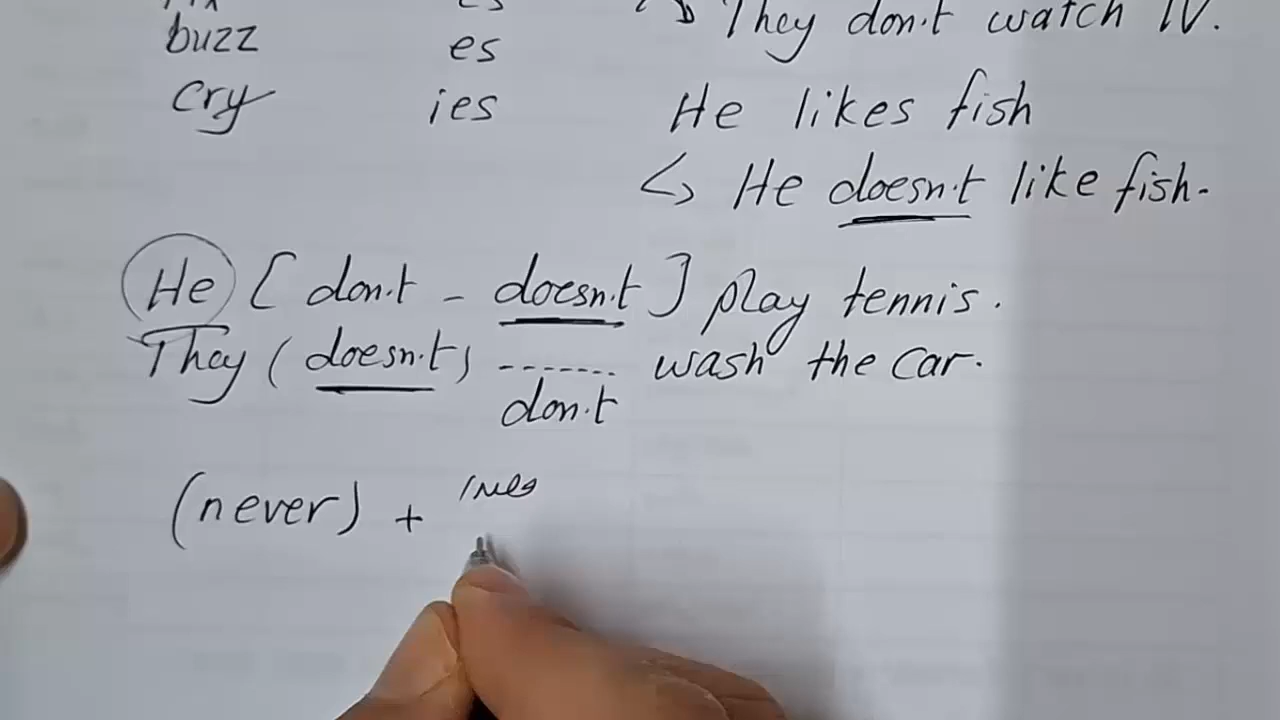 buzz es
cry ies
They don't watch TV.
He likes fish
↳ He doesn't like fish.
He [ don't - doesn't ] play tennis.
They ( doesn't ) ------- wash the car.
don't
(never) +